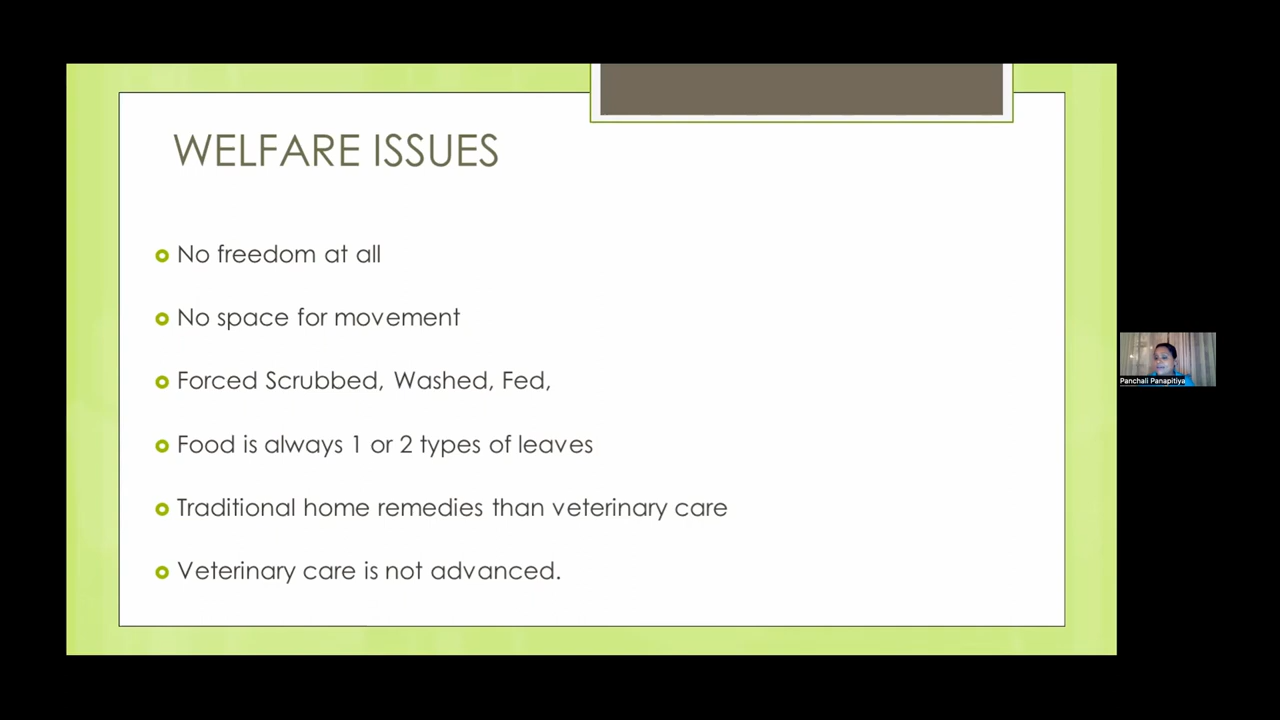 WELFARE ISSUES
No freedom at all
No space for movement
Forced Scrubbed, Washed, Fed,
Food is always 1 or 2 types of leaves
Traditional home remedies than veterinary care
Veterinary care is not advanced.
Panchali Panapitiya